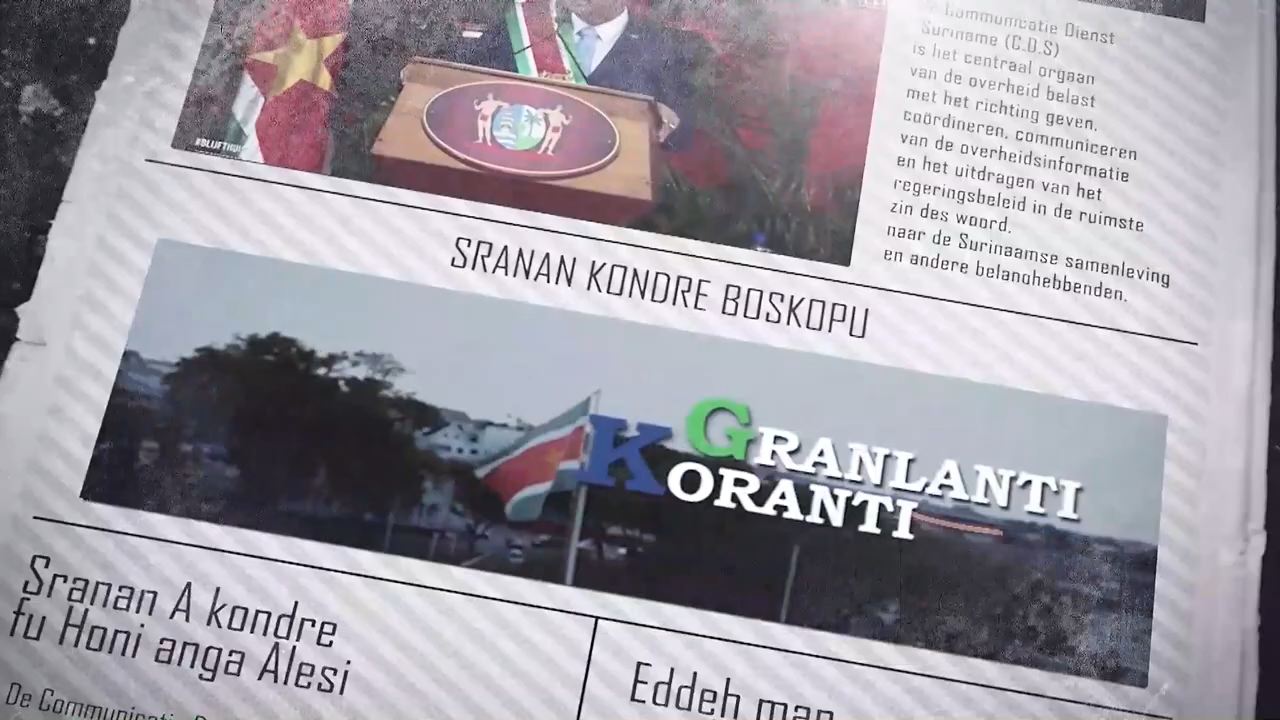 #BLIJFTHUIS
Communicatie Dienst
Suriname (C.D.S)
is het centraal orgaan
van de overheid belast
met het richting geven,
coördineren, communiceren
van de overheidsinformatie
en het uitdragen van het
regeringsbeleid in de ruimste
zin des woord.
naar de Surinaamse samenleving
en andere belanghebbenden.
SRANAN KONDRE BOSKOPU
GRANLANTI
KORANTI
Sranan A kondre
fu Honi anga Alesi
De
Eddeh man